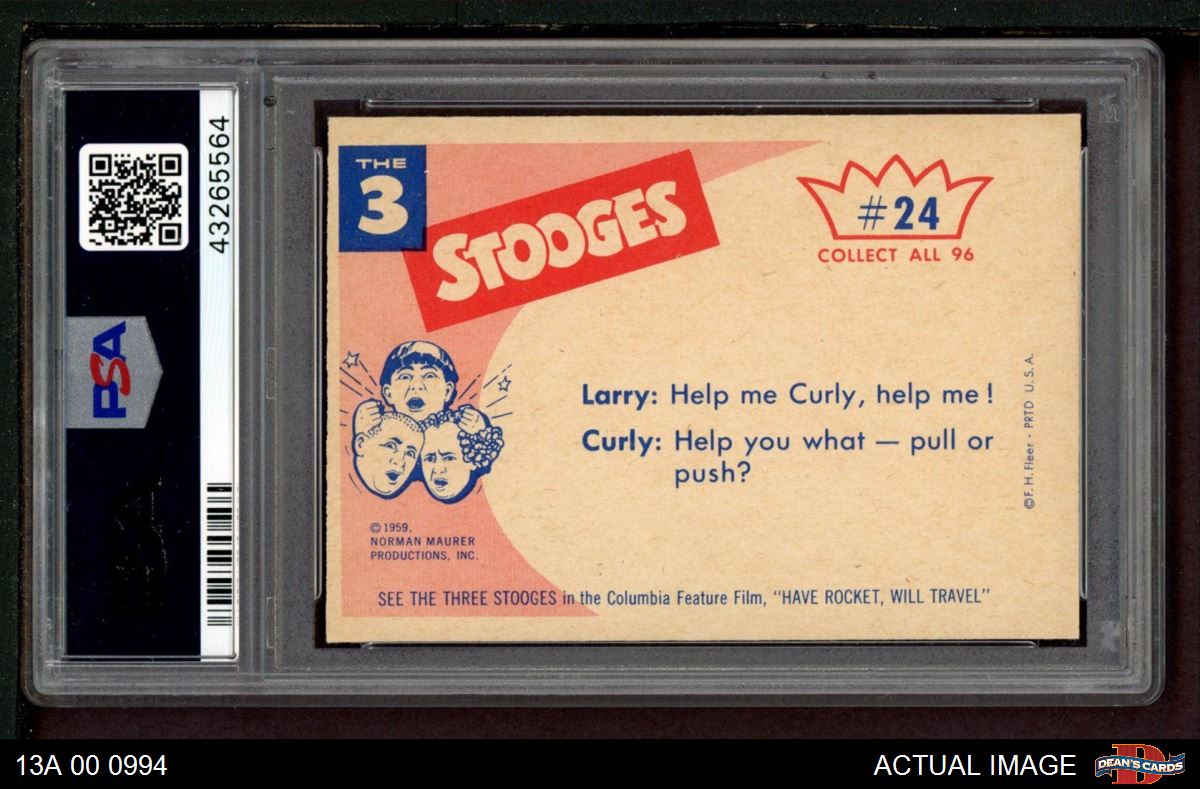 43265564
PSA
THE
3
STOOGES
#24
COLLECT ALL 96
Larry: Help me Curly, help me!
Curly: Help you what — pull or
push?
©F.H. Fleer • PRTD U.S.A.
©1959,
NORMAN MAURER
PRODUCTIONS, INC.
SEE THE THREE STOOGES in the Columbia Feature Film, “HAVE ROCKET, WILL TRAVEL”
13A 00 0994
ACTUAL IMAGE
DEAN'S CARDS